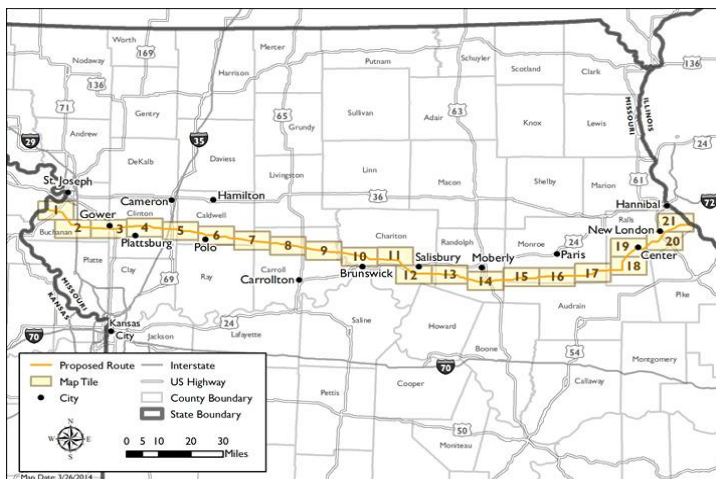 Worth
Mercer
Nodaway
169
136
Harrison
Putnam
Schuyler
Scotland
Clark
136
71
Gentry
65
Grundy
Sullivan
Adair
63
Knox
Lewis
MISSOURI
ILLINOIS
29
Andrew
DeKalb
35
Daviess
Livingston
Linn
Macon
Shelby
Marion
61
24
St. Joseph
Cameron
Hamilton
36
Hannibal
72
1
Buchanan
2
Gower
3
Clinton
4
Plattsburg
5
Caldwell
6
Polo
7
8
9
Chariton
10
Brunswick
11
Salisbury
12
Randolph
13
Moberly
14
Monroe
24
Paris
15
16
17
18
19
Center
Ralls
New London
20
21
Platte
Clay
69
Ray
Carroll
Carrollton
Audrain
Pike
MISSOURI
KANSAS
Kansas
City
70
Jackson
24
Lafayette
Saline
Howard
Boone
54
Montgomery
70
Cooper
Callaway
Pettis
50
Moniteau
Proposed Route
Map Tile
City
Interstate
US Highway
County Boundary
State Boundary
N
W
E
S
0
5
10
20
30
Miles
Map Date: 3/26/2014